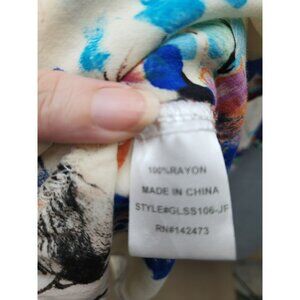 100%RAYON
MADE IN CHINA
STYLE#GLSS106-JF
RN#142473